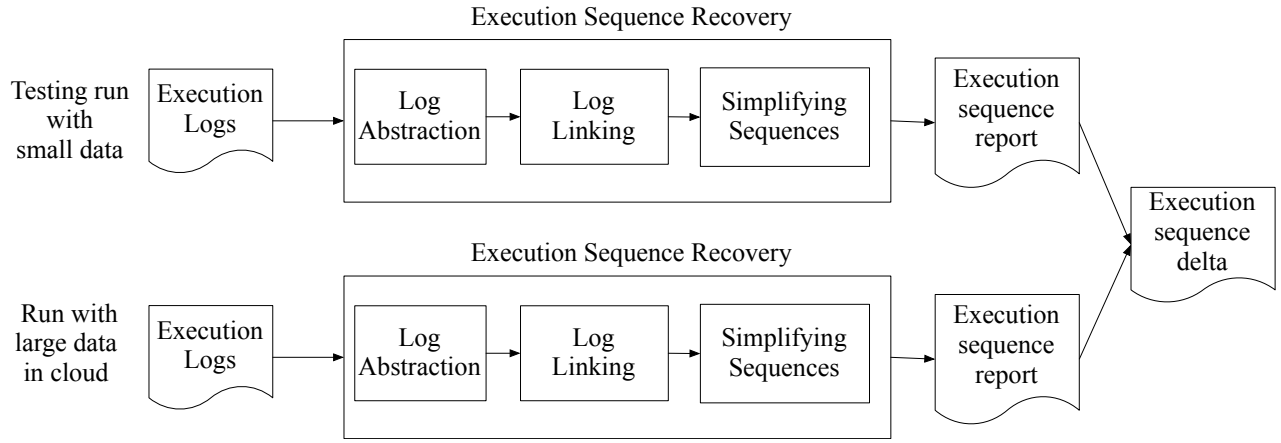 Execution Sequence Recovery
Testing run
with
small data
Execution
Logs
Log
Abstraction
Log
Linking
Simplifying
Sequences
Execution
sequence
report
Execution
sequence
delta
Execution Sequence Recovery
Run with
large data
in cloud
Execution
Logs
Log
Abstraction
Log
Linking
Simplifying
Sequences
Execution
sequence
report